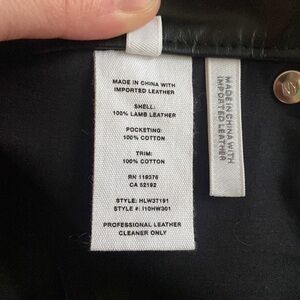 MADE IN CHINA WITH
IMPORTED LEATHER
SHELL:
100% LAMB LEATHER
POCKETING:
100% COTTON
TRIM:
100% COTTON
RN 119376
CA 52192
STYLE: HLW37191
STYLE #: I10HW301
PROFESSIONAL LEATHER
CLEANER ONLY
MADE IN CHINA WITH
IMPORTED LEATHER